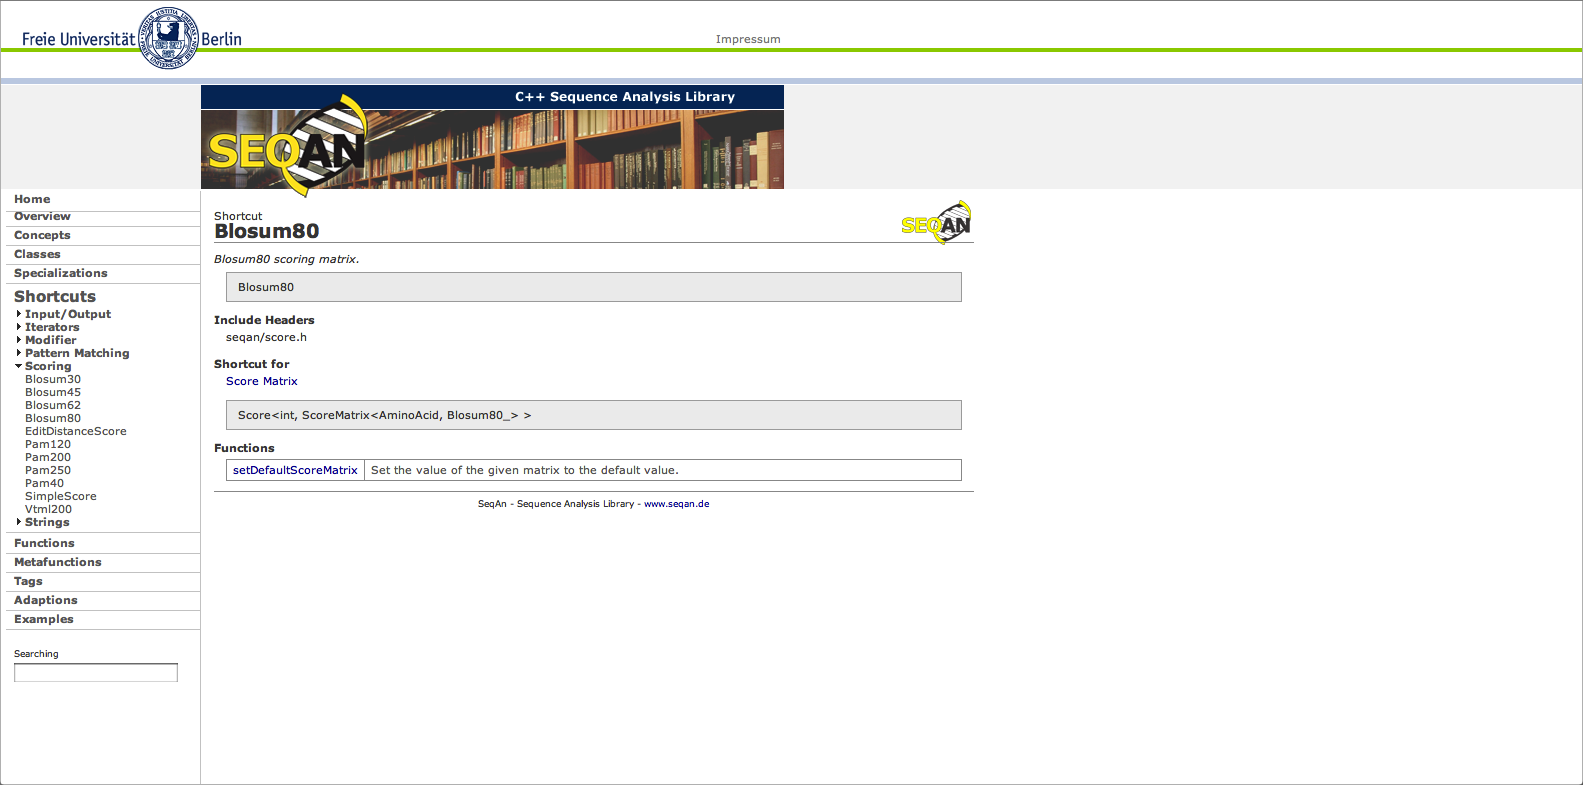 Freie Universität Berlin
Impressum
C++ Sequence Analysis Library
SEQAN
Home
Overview
Concepts
Classes
Specializations
Shortcuts
Input/Output
Iterators
Modifier
Pattern Matching
Scoring
Blosum30
Blosum45
Blosum62
Blosum80
EditDistanceScore
Pam120
Pam200
Pam250
Pam40
SimpleScore
Vtml200
Strings
Functions
Metafunctions
Tags
Adaptions
Examples
Searching
Shortcut
Blosum80
SEQAN
Blosum80 scoring matrix.
Blosum80
Include Headers
seqan/score.h
Shortcut for
Score Matrix
Score<int, ScoreMatrix<AminoAcid, Blosum80_> >
Functions
setDefaultScoreMatrix Set the value of the given matrix to the default value.
SeqAn - Sequence Analysis Library - www.seqan.de